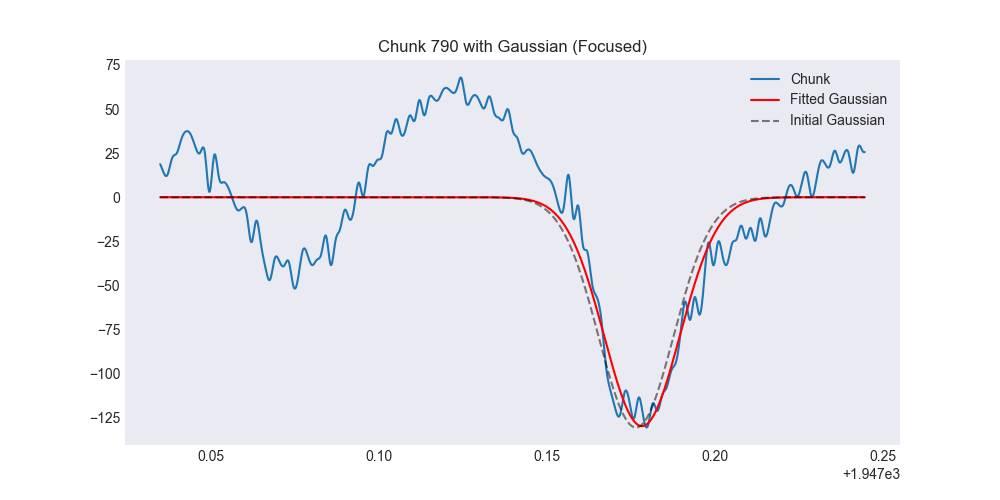 Chunk 790 with Gaussian (Focused)
75
50
25
0
−25
−50
−75
−100
−125
Chunk
Fitted Gaussian
Initial Gaussian
0.05 0.10 0.15 0.20 0.25
+1.947e3